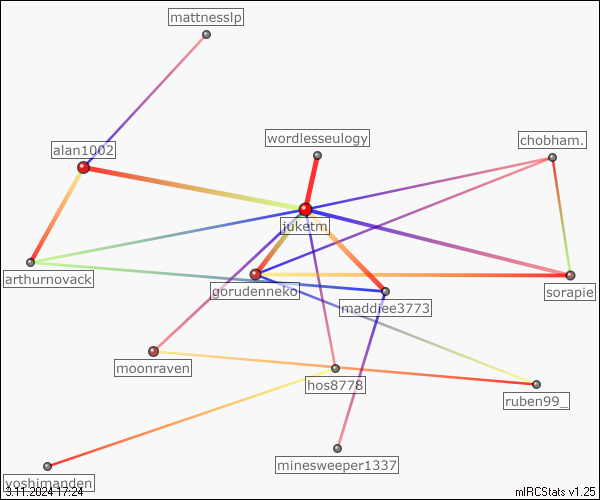 mattnesslp
alan1002
wordlesseulogy
chobham.
juketm
arthurnovack
gorudenneko
maddiee3773
sorapie
moonraven
hos8778
ruben99_
minesweeper1337
yoshimanden
3.11.2024 17:24
mIRCStats v1.25